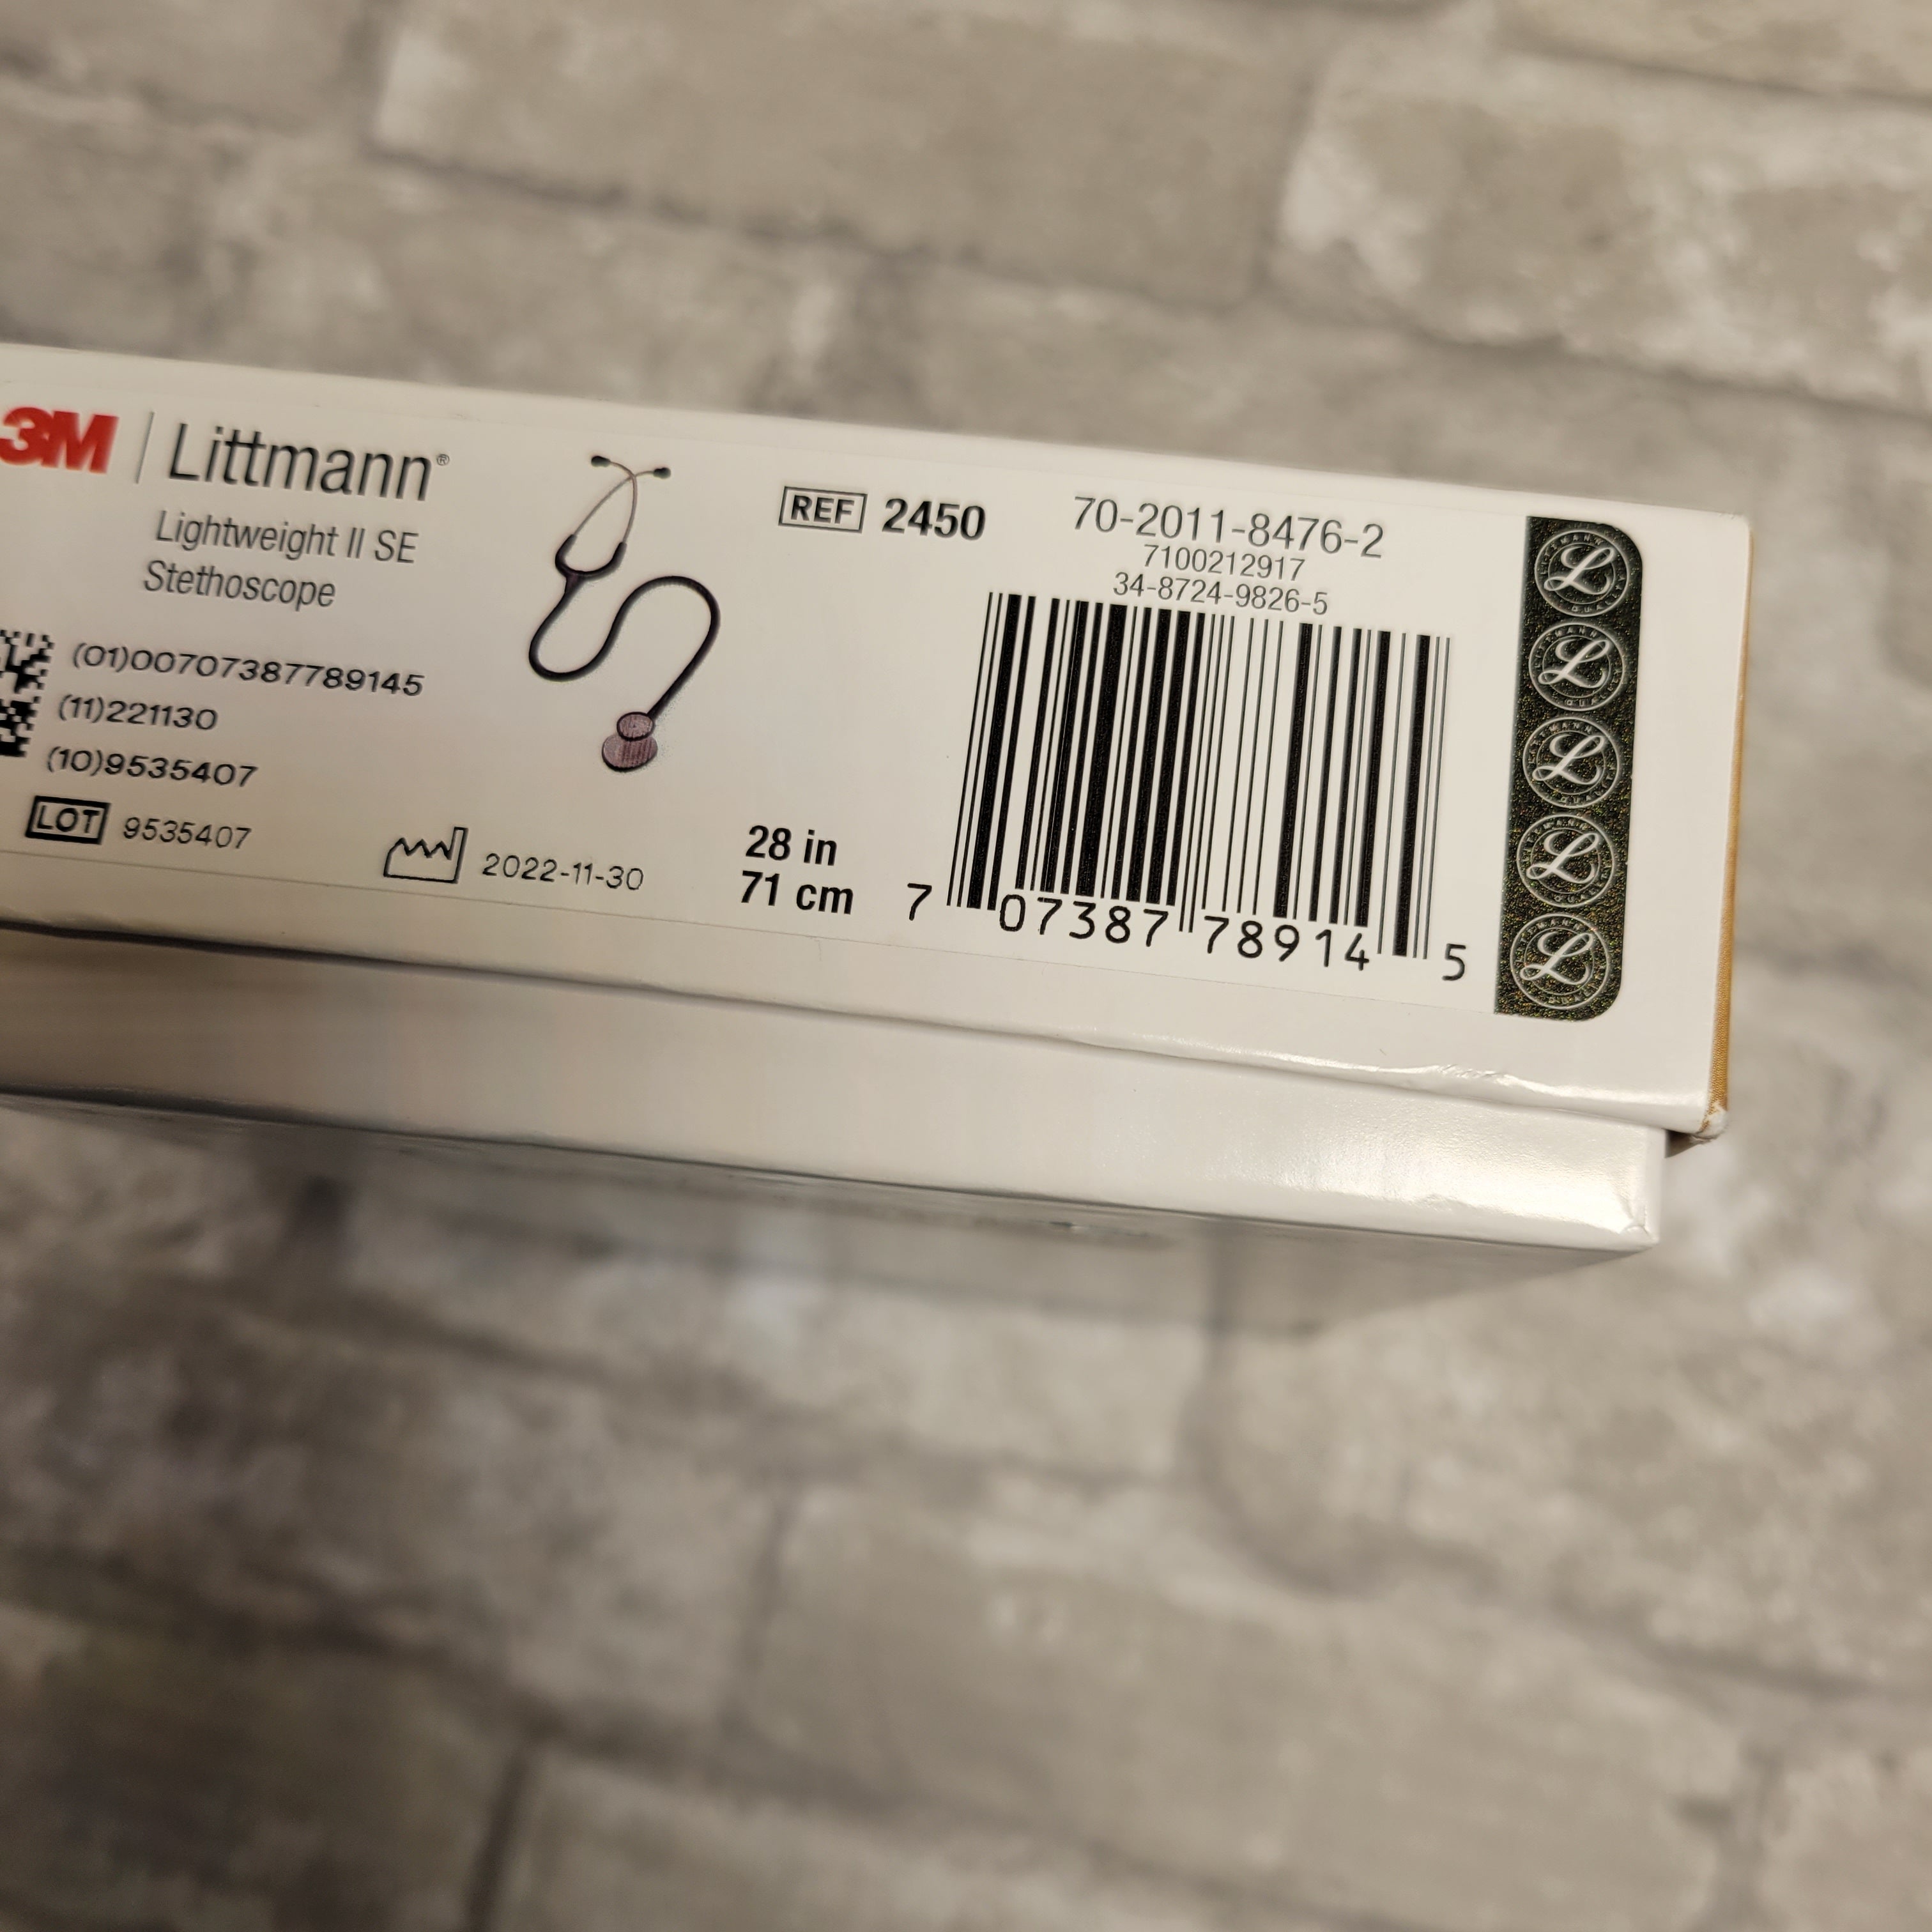 3M | Littmann®
Lightweight II SE
Stethoscope
(01)00707387789145
(11)221130
(10)9535407
LOT 9535407
2022-11-30
28 in
71 cm
REF 2450
70-2011-8476-2
7100212917
34-8724-9826-5
7 07387 78914 5
L
L
L
L
L